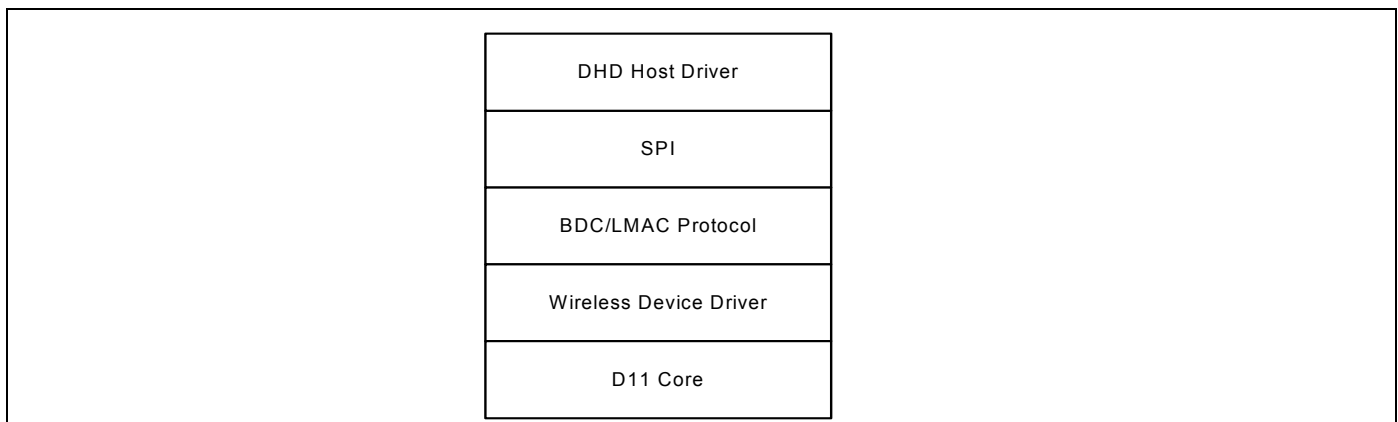 DHD Host Driver
SPI
BDC/LMAC Protocol
Wireless Device Driver
D11 Core